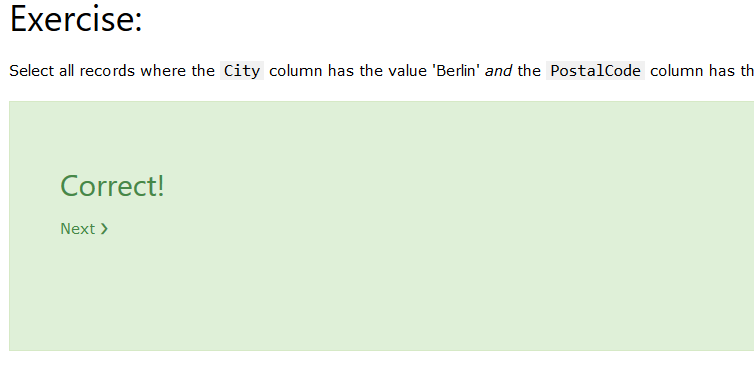 Exercise:
Select all records where the City column has the value 'Berlin' and the PostalCode column has
Correct!
Next ❯